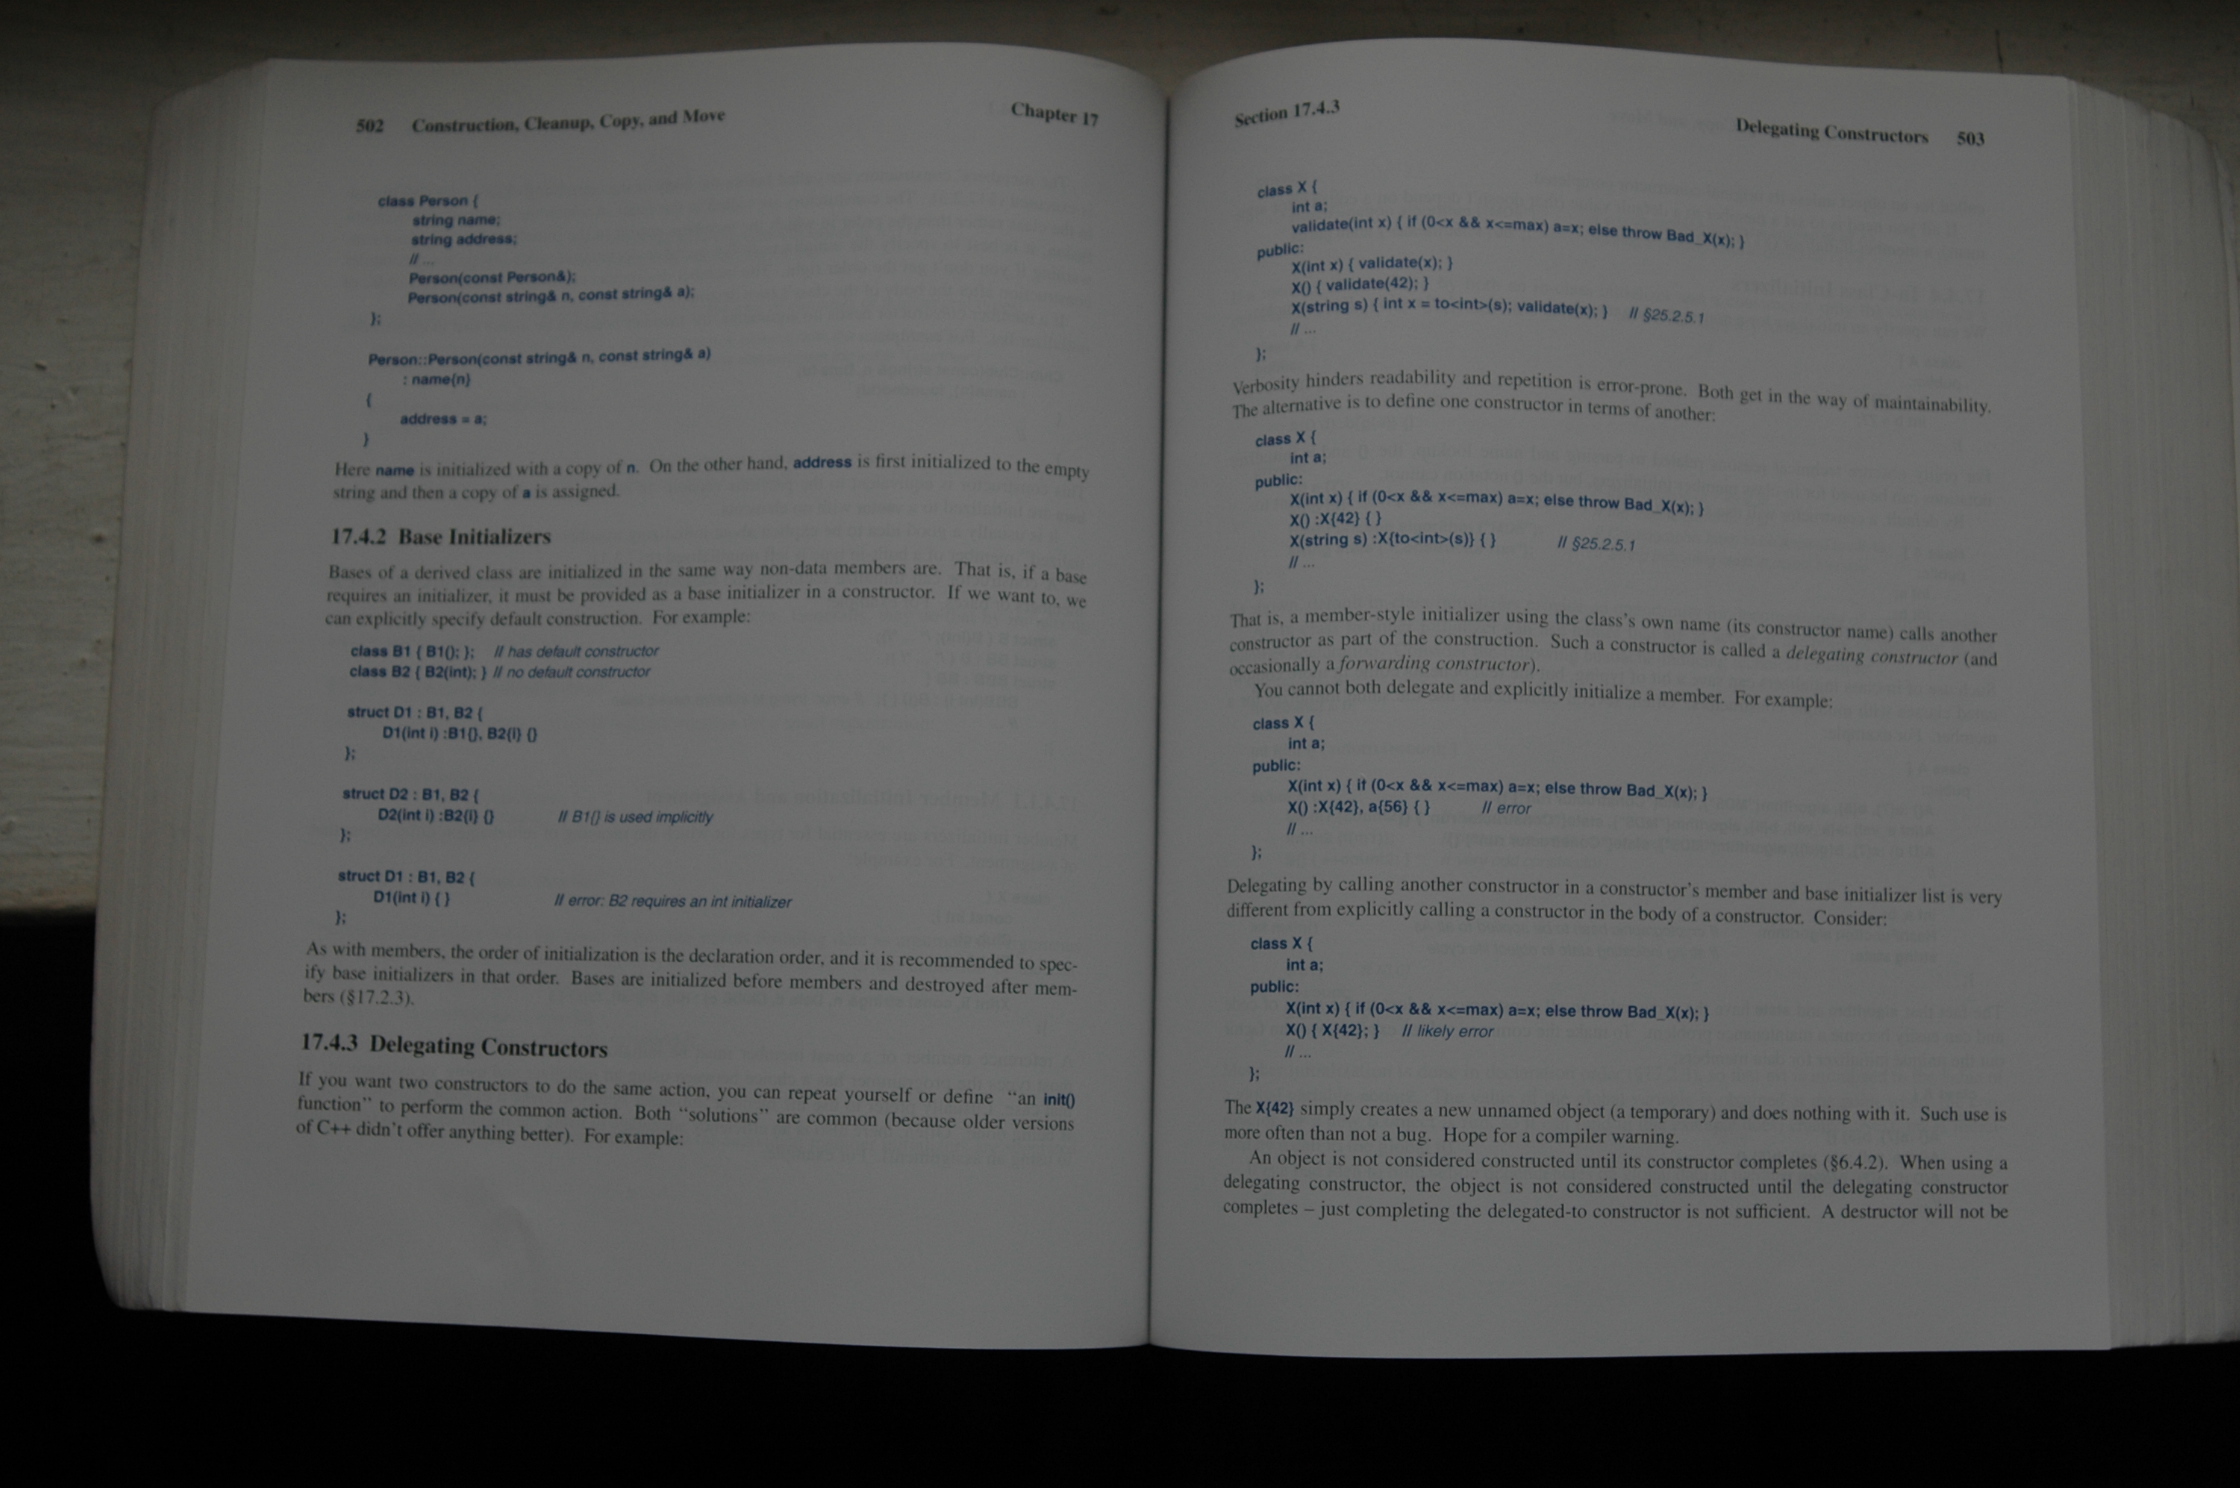 502 Construction, Cleanup, Copy, and Move Chapter 17
class Person {
string name;
string address;
// ...
Person(const Person&);
Person(const string& n, const string& a);
};
Person::Person(const string& n, const string& a)
: name{n}
{
address = a;
}
Here name is initialized with a copy of n. On the other hand, address is first initialized to the empty
string and then a copy of a is assigned.
17.4.2 Base Initializers
Bases of a derived class are initialized in the same way non-data members are. That is, if a base
requires an initializer, it must be provided as a base initializer in a constructor. If we want to, we
can explicitly specify default construction. For example:
class B1 { B1(); }; // has default constructor
class B2 { B2(int); } // no default constructor
struct D1 : B1, B2 {
D1(int i) :B1{}, B2{i} {}
};
struct D2 : B1, B2 {
D2(int i) :B2{i} {} // B1{} is used implicitly
};
struct D1 : B1, B2 {
D1(int i) { } // error: B2 requires an int initializer
};
As with members, the order of initialization is the declaration order, and it is recommended to spec-
ify base initializers in that order. Bases are initialized before members and destroyed after mem-
bers (§17.2.3).
17.4.3 Delegating Constructors
If you want two constructors to do the same action, you can repeat yourself or define “an init()
function” to perform the common action. Both “solutions” are common (because older versions
of C++ didn’t offer anything better). For example:
Section 17.4.3 Delegating Constructors 503
class X {
int a;
validate(int x) { if (0<x && x<=max) a=x; else throw Bad_X(x); }
public:
X(int x) { validate(x); }
X() { validate(42); }
X(string s) { int x = to<int>(s); validate(x); } // §25.2.5.1
// ...
};
Verbosity hinders readability and repetition is error-prone. Both get in the way of maintainability.
The alternative is to define one constructor in terms of another:
class X {
int a;
public:
X(int x) { if (0<x && x<=max) a=x; else throw Bad_X(x); }
X() :X{42} { }
X(string s) :X{to<int>(s)} { } // §25.2.5.1
// ...
};
That is, a member-style initializer using the class’s own name (its constructor name) calls another
constructor as part of the construction. Such a constructor is called a delegating constructor (and
occasionally a forwarding constructor).
You cannot both delegate and explicitly initialize a member. For example:
class X {
int a;
public:
X(int x) { if (0<x && x<=max) a=x; else throw Bad_X(x); }
X() :X{42}, a{56} { } // error
// ...
};
Delegating by calling another constructor in a constructor’s member and base initializer list is very
different from explicitly calling a constructor in the body of a constructor. Consider:
class X {
int a;
public:
X(int x) { if (0<x && x<=max) a=x; else throw Bad_X(x); }
X() { X{42}; } // likely error
// ...
};
The X{42} simply creates a new unnamed object (a temporary) and does nothing with it. Such use is
more often than not a bug. Hope for a compiler warning.
An object is not considered constructed until its constructor completes (§6.4.2). When using a
delegating constructor, the object is not considered constructed until the delegating constructor
completes – just completing the delegated-to constructor is not sufficient. A destructor will not be